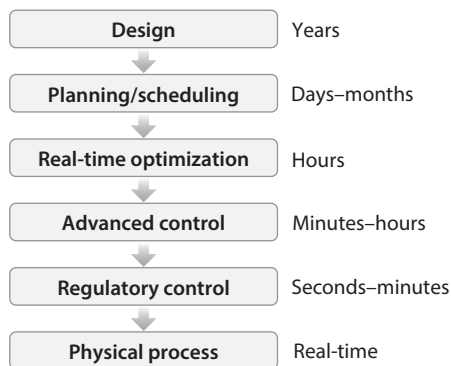 Design Years
Planning/scheduling Days–months
Real-time optimization Hours
Advanced control Minutes–hours
Regulatory control Seconds–minutes
Physical process Real-time